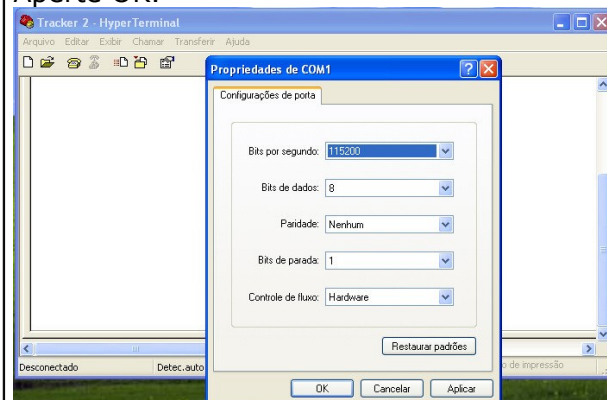 Aperte OK.
Tracker 2 - HyperTerminal
Arquivo Editar Exibir Chamar Transferir Ajuda
Propriedades de COM1
Configurações de porta
Bits por segundo: 115200
Bits de dados: 8
Paridade: Nenhum
Bits de parada: 1
Controle de fluxo: Hardware
Restaurar padrões
Desconectado Detec.auto o de impressão
OK Cancelar Aplicar